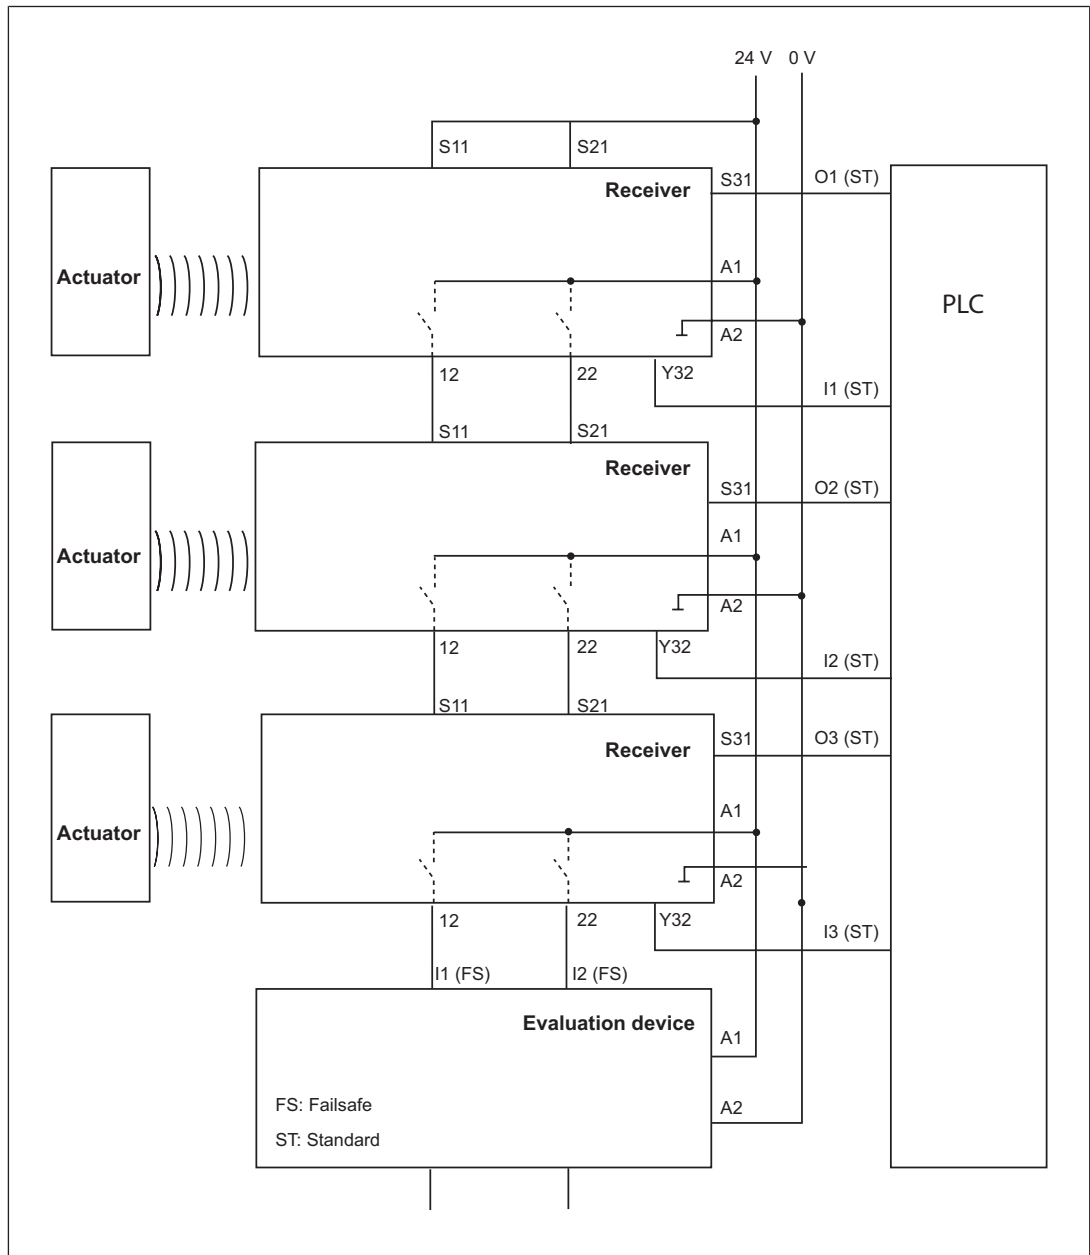 24 V 0 V
S11 S21
S31 O1 (ST)
Receiver
PLC
Actuator
A1
A2
12 22 Y32
I1 (ST)
S11 S21
Receiver
S31 O2 (ST)
Actuator
A1
A2
12 22 Y32
I2 (ST)
S11 S21
Receiver
S31 O3 (ST)
Actuator
A1
A2
12 22 Y32
I3 (ST)
I1 (FS) I2 (FS)
Evaluation device
A1
FS: Failsafe
A2
ST: Standard